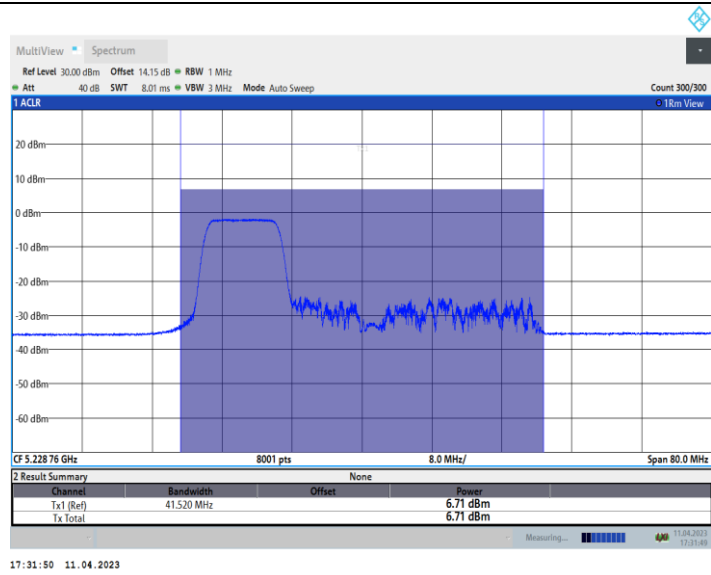 MultiView Spectrum
Ref Level 30.00 dBm Offset 14.15 dB RBW 1 MHz
Att 40 dB SWT 8.01 ms VBW 3 MHz Mode Auto Sweep Count 300/300
1 ACLR 1Rm View
20 dBm
10 dBm
0 dBm
-10 dBm
-20 dBm
-30 dBm
-40 dBm
-50 dBm
-60 dBm
CF 5.228 76 GHz 8001 pts 8.0 MHz/ Span 80.0 MHz
2 Result Summary None
Channel Bandwidth Offset Power
Tx1 (Ref) 41.520 MHz 6.71 dBm
Tx Total 6.71 dBm
Measuring... 11.04.2023
17:31:49
17:31:50 11.04.2023